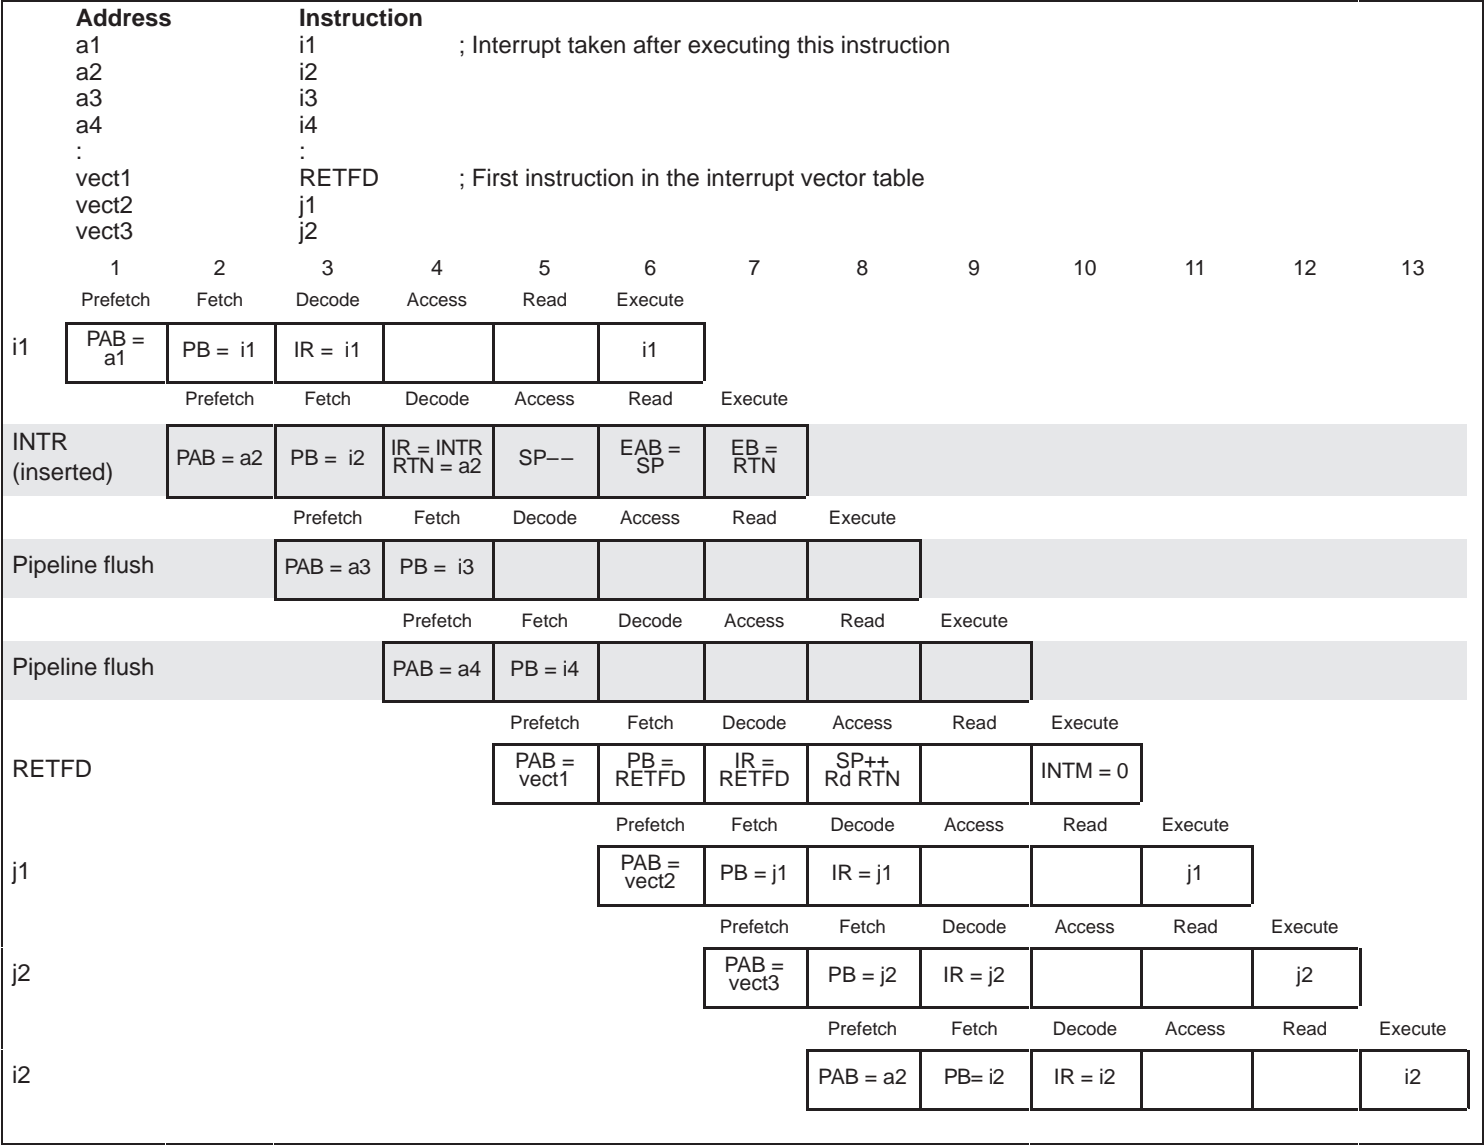 Address Instruction
a1 i1 ; Interrupt taken after executing this instruction
a2 i2
a3 i3
a4 i4
: :
vect1 RETFD ; First instruction in the interrupt vector table
vect2 j1
vect3 j2
1 2 3 4 5 6 7 8 9 10 11 12 13
Prefetch Fetch Decode Access Read Execute
i1 PAB = a1 PB = i1 IR = i1 i1
Prefetch Fetch Decode Access Read Execute
INTR (inserted) PAB = a2 PB = i2 IR = INTR RTN = a2 SP–– EAB = SP EB = RTN
Prefetch Fetch Decode Access Read Execute
Pipeline flush PAB = a3 PB = i3
Prefetch Fetch Decode Access Read Execute
Pipeline flush PAB = a4 PB = i4
Prefetch Fetch Decode Access Read Execute
RETFD PAB = vect1 PB = RETFD IR = RETFD SP++ Rd RTN INTM = 0
Prefetch Fetch Decode Access Read Execute
j1 PAB = vect2 PB = j1 IR = j1 j1
Prefetch Fetch Decode Access Read Execute
j2 PAB = vect3 PB = j2 IR = j2 j2
Prefetch Fetch Decode Access Read Execute
i2 PAB = a2 PB= i2 IR = i2 i2